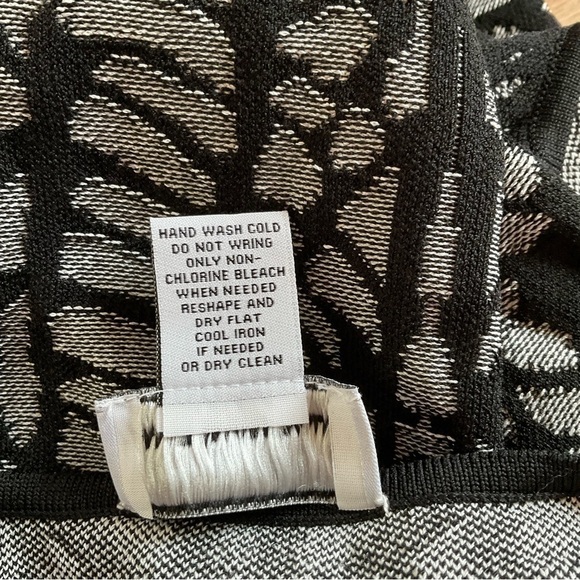 HAND WASH COLD
DO NOT WRING
ONLY NON-
CHLORINE BLEACH
WHEN NEEDED
RESHAPE AND
DRY FLAT
COOL IRON
IF NEEDED
OR DRY CLEAN